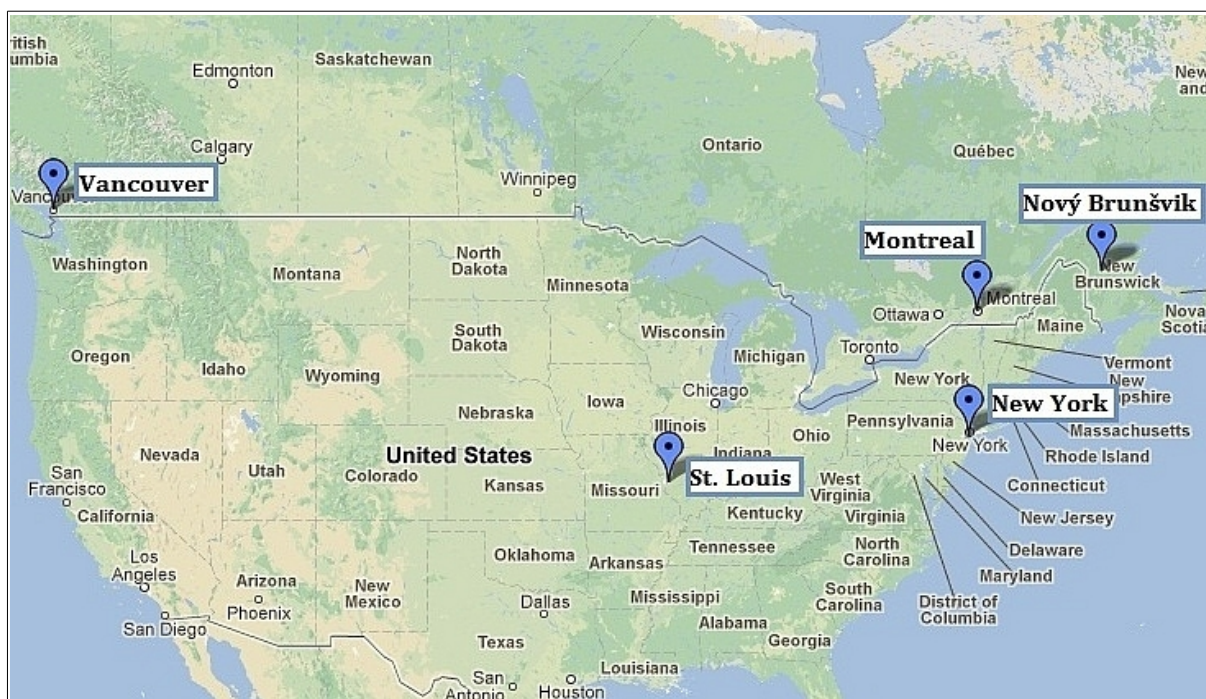 ritish
umbia
Edmonton
Saskatchewan
New
and
Ontario
Calgary
Québec
Winnipeg
Vancouver
Vancouver
Nový Brunšvik
Montreal
New
Brunswick
Washington
Montana
North
Dakota
Minnesota
Ottawa
Montreal
Nova
Scotia
Maine
Wisconsin
South
Dakota
Oregon
Michigan
Toronto
Vermont
Idaho
Wyoming
New York
New
pshire
Chicago
Iowa
Nebraska
New York
Pennsylvania
Illinois
Ohio
Massachusetts
New York
Nevada
United States
Indiana
Rhode Island
San
Francisco
Utah
Colorado
Kansas
Missouri
St. Louis
West
Virginia
Connecticut
California
Kentucky
Virginia
New Jersey
Los
Angeles
Oklahoma
Tennessee
North
Carolina
Delaware
Arkansas
Arizona
Phoenix
New
Mexico
Maryland
Mississippi
South
Carolina
Dallas
District of
Columbia
San Diego
Alabama
Texas
Georgia
Louisiana
San
Antonio
Houston